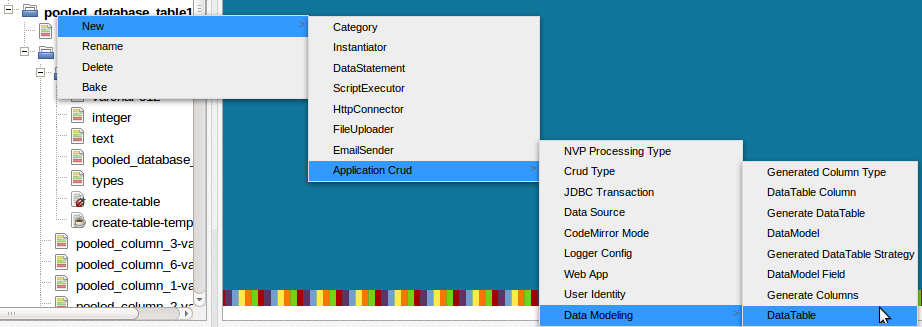 pooled_database_table1
New
Rename
Delete
Bake
integer
text
pooled_database_
types
create-table
create-table-temp
pooled_column_3-va
pooled_column_6-va
pooled_column_1-va
pooled_column_2-va
Category
Instantiator
DataStatement
ScriptExecutor
HttpConnector
FileUploader
EmailSender
Application Crud
NVP Processing Type
Crud Type
JDBC Transaction
Data Source
CodeMirror Mode
Logger Config
Web App
User Identity
Data Modeling
Generated Column Type
DataTable Column
Generate DataTable
DataModel
Generated DataTable Strategy
DataModel Field
Generate Columns
DataTable